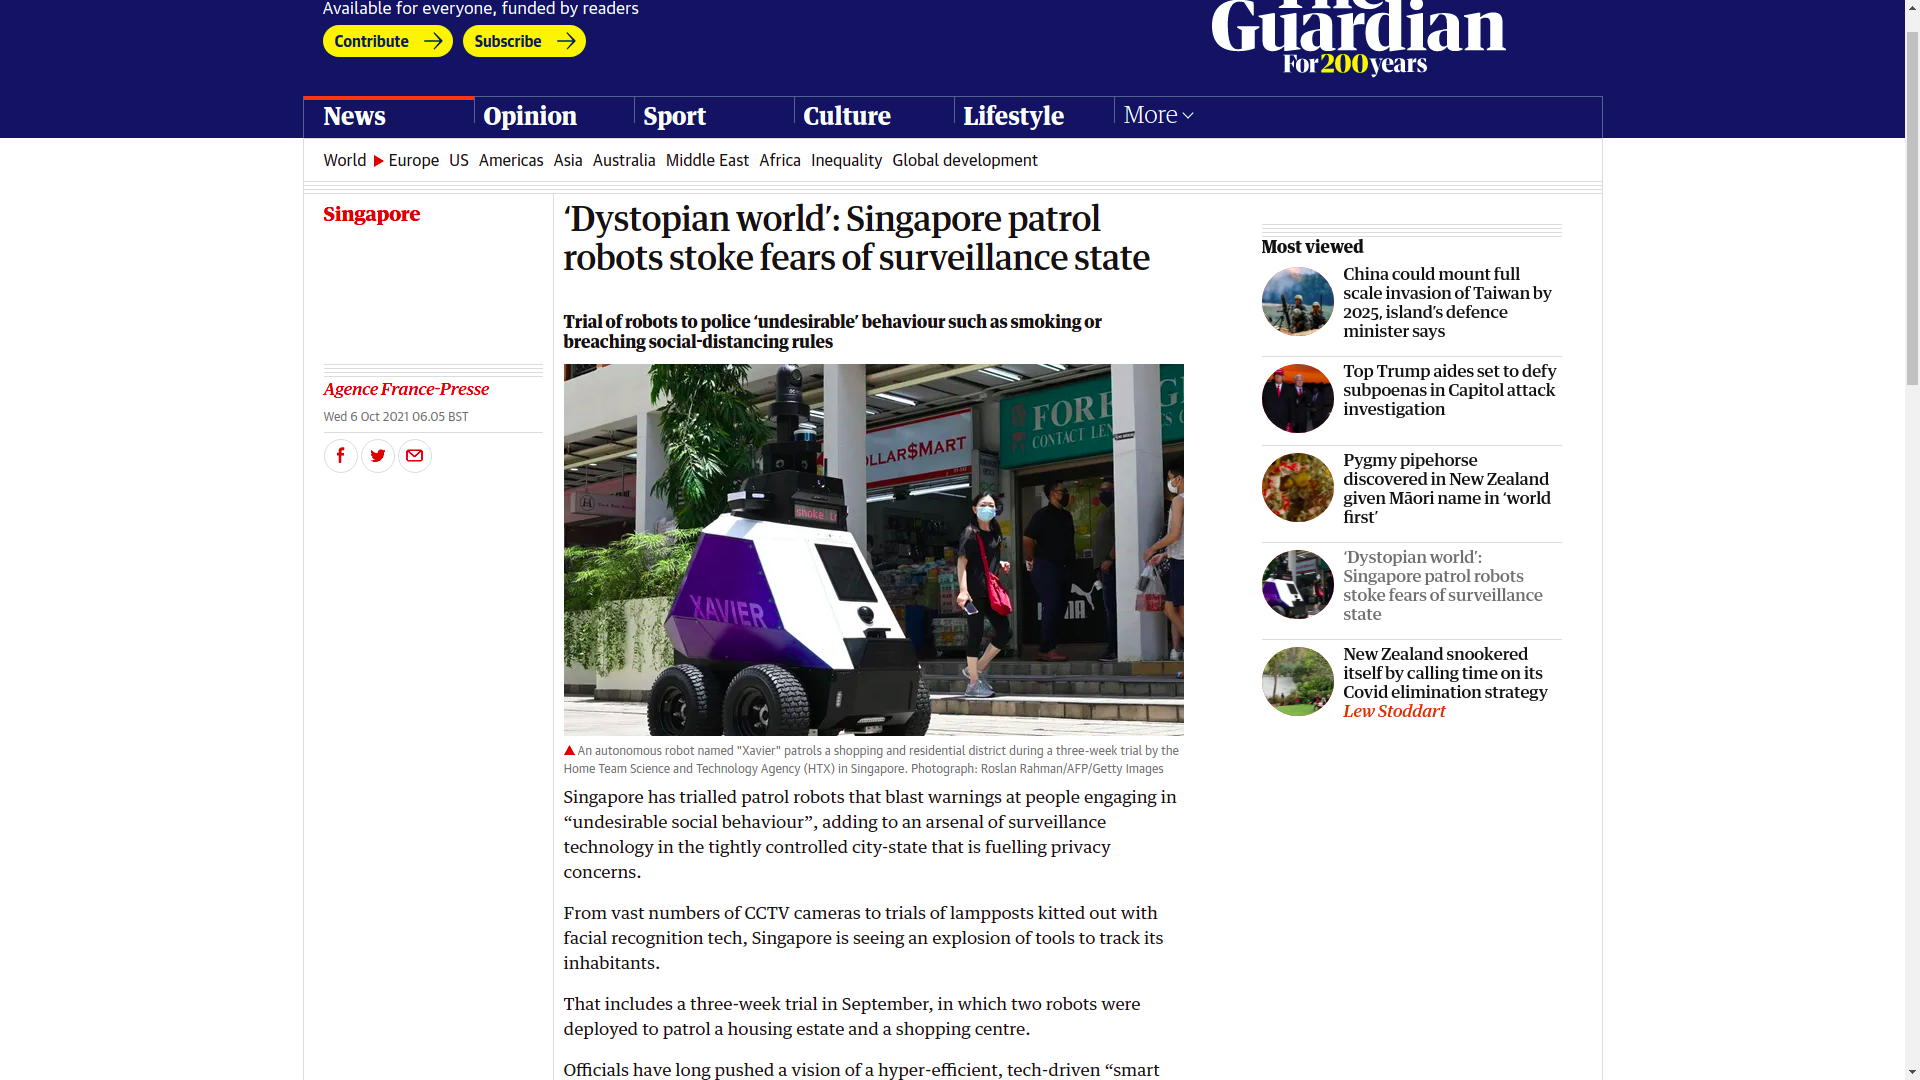 Available for everyone, funded by readers
Contribute
Subscribe
The
Guardian
For 200 years
News
Opinion
Sport
Culture
Lifestyle
More
World
Europe
US
Americas
Asia
Australia
Middle East
Africa
Inequality
Global development
Singapore
‘Dystopian world’: Singapore patrol
robots stoke fears of surveillance state
Trial of robots to police ‘undesirable’ behaviour such as smoking or
breaching social-distancing rules
Agence France-Presse
Wed 6 Oct 2021 06.05 BST
LLAR$MART
CONTACT
smoke
XAVIER
An autonomous robot named "Xavier" patrols a shopping and residential district during a three-week trial by the
Home Team Science and Technology Agency (HTX) in Singapore. Photograph: Roslan Rahman/AFP/Getty Images
Singapore has trialled patrol robots that blast warnings at people engaging in
“undesirable social behaviour”, adding to an arsenal of surveillance
technology in the tightly controlled city-state that is fuelling privacy
concerns.
From vast numbers of CCTV cameras to trials of lampposts kitted out with
facial recognition tech, Singapore is seeing an explosion of tools to track its
inhabitants.
That includes a three-week trial in September, in which two robots were
deployed to patrol a housing estate and a shopping centre.
Officials have long pushed a vision of a hyper-efficient, tech-driven “smart
Most viewed
China could mount full
scale invasion of Taiwan by
2025, island’s defence
minister says
Top Trump aides set to defy
subpoenas in Capitol attack
investigation
Pygmy pipehorse
discovered in New Zealand
given Māori name in ‘world
first’
‘Dystopian world’:
Singapore patrol robots
stoke fears of surveillance
state
New Zealand snookered
itself by calling time on its
Covid elimination strategy
Lew Stoddart